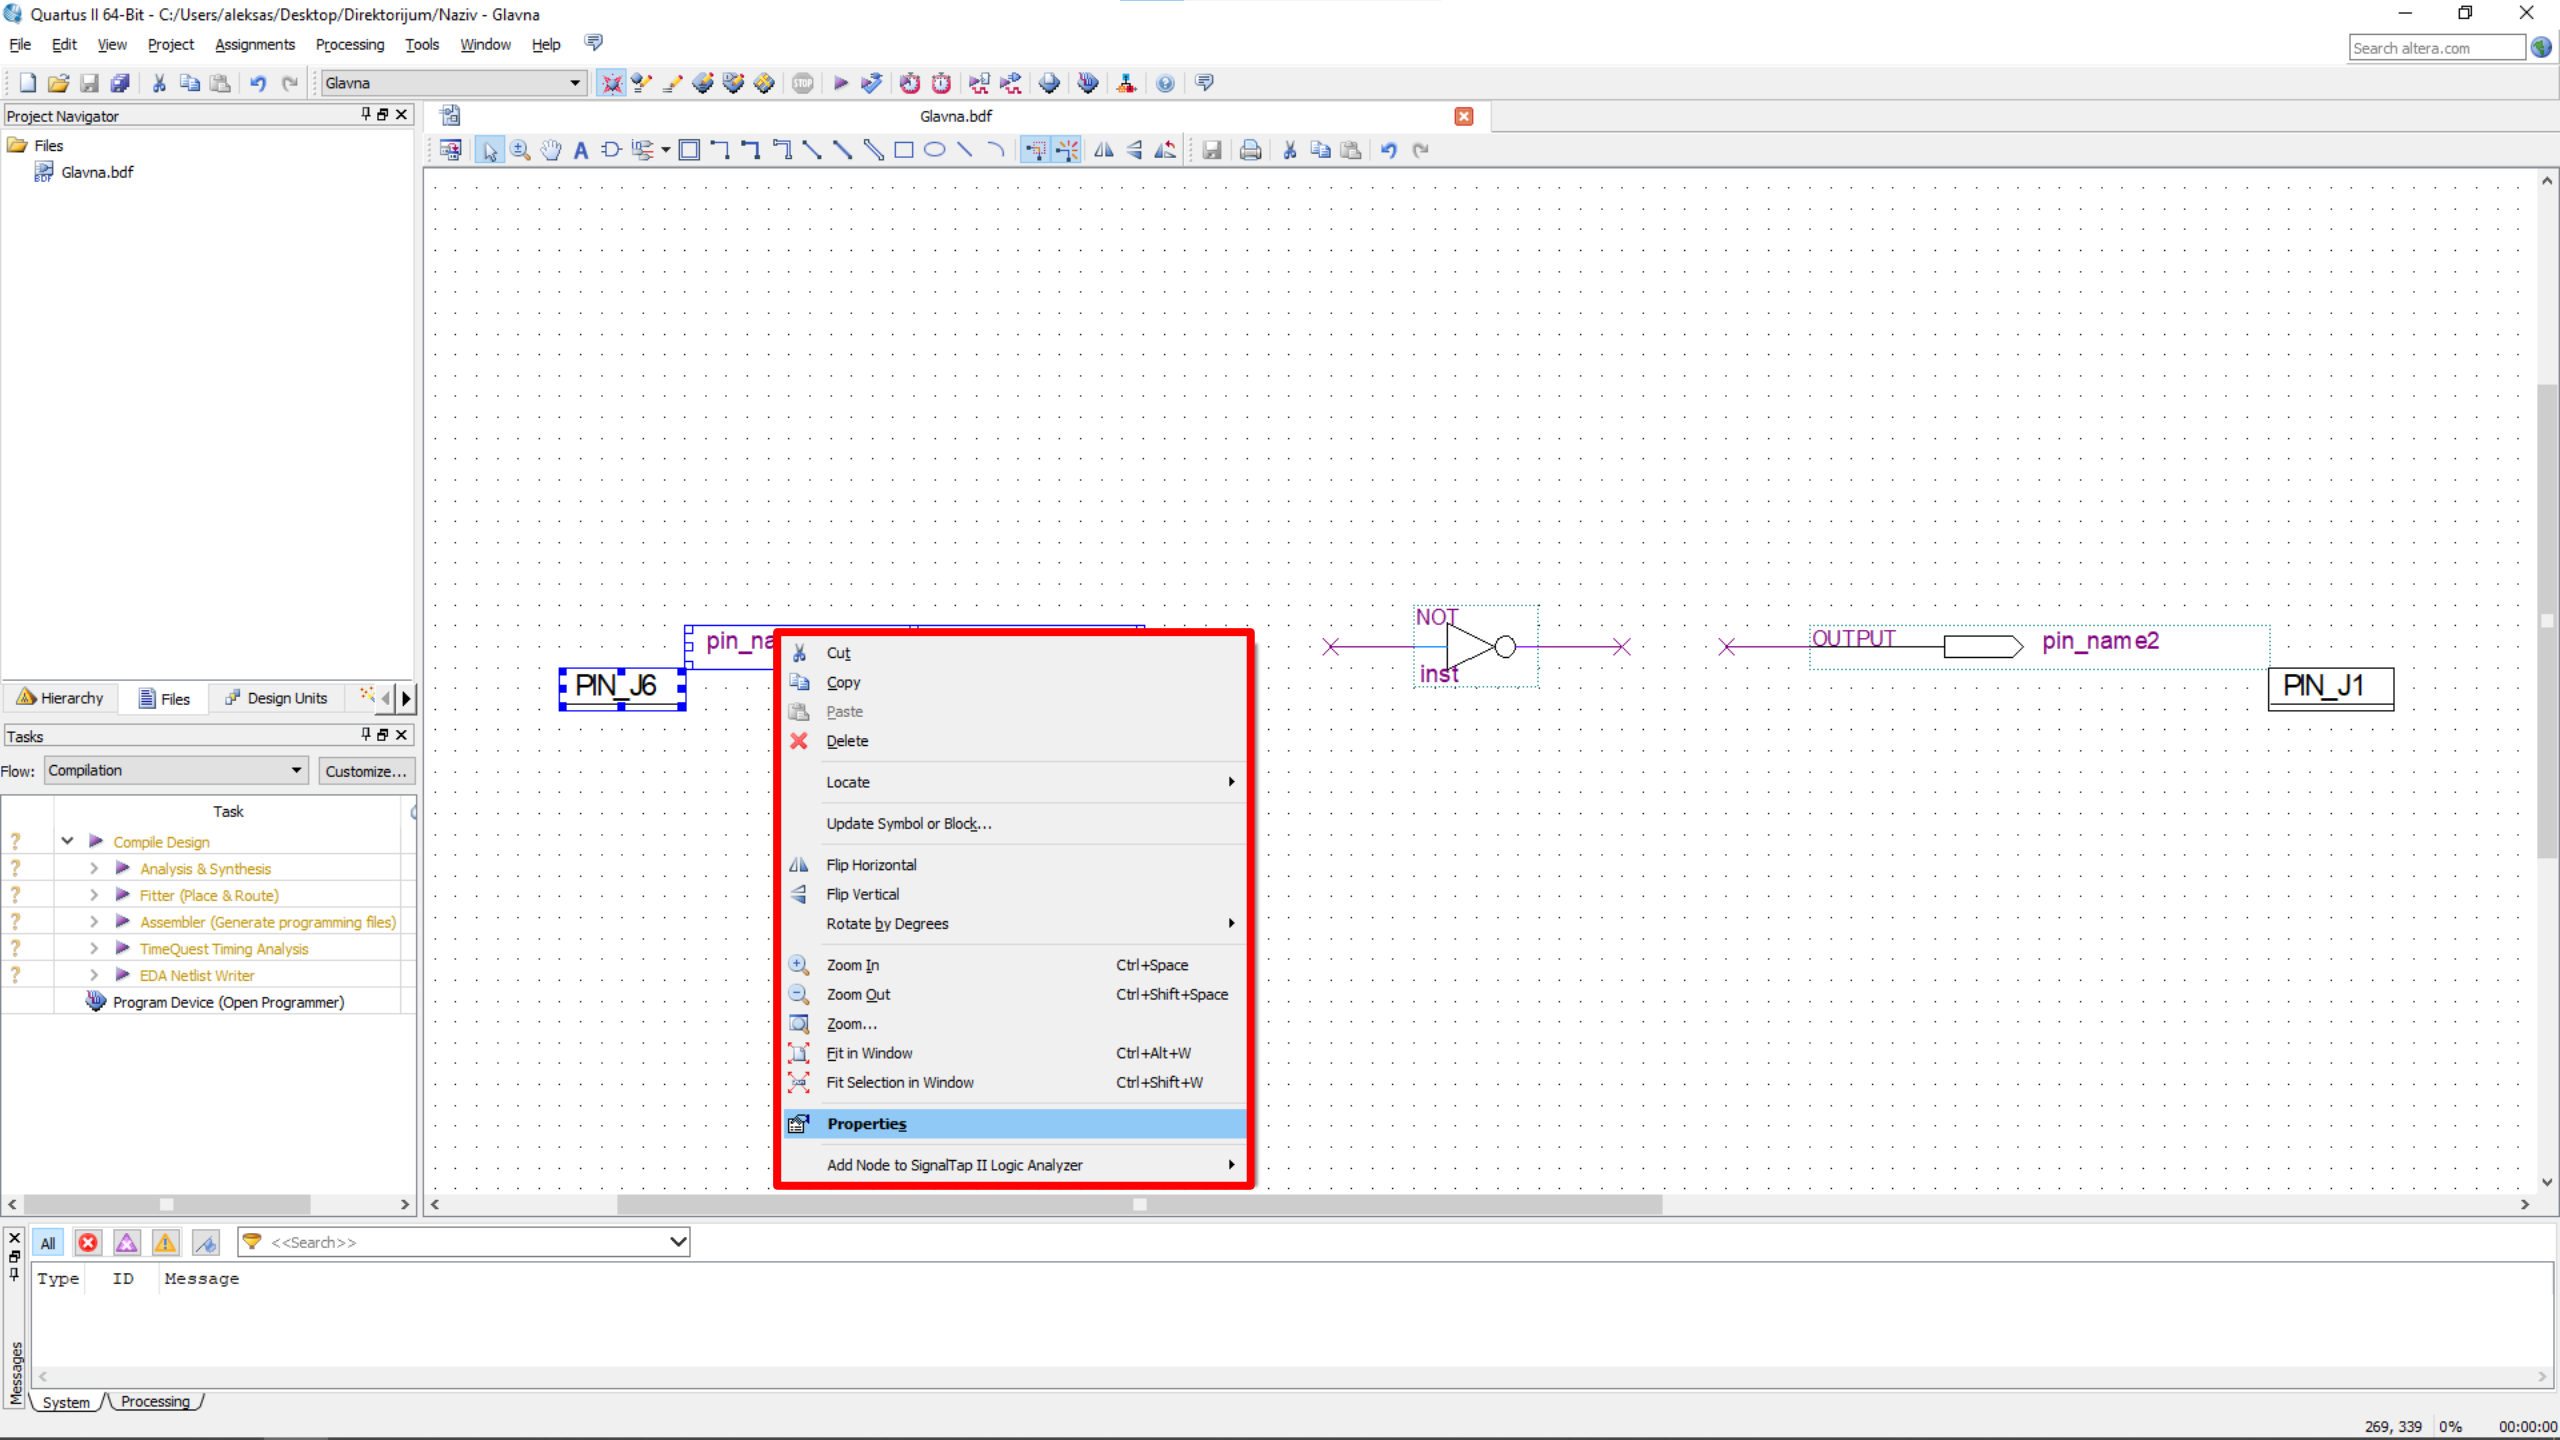 Quartus II 64-Bit - C:/Users/aleksas/Desktop/Direktorijum/Naziv - Glavna
File Edit View Project Assignments Processing Tools Window Help
Search altera.com
STOP
Glavna
Project Navigator
Glavna.bdf
Files
BDF Glavna.bdf
A
pin_na
PIN_J6
NOT
inst
OUTPUT
pin_name2
PIN_J1
Cut
Copy
Paste
Delete
Locate
Update Symbol or Block...
Flip Horizontal
Flip Vertical
Rotate by Degrees
Zoom In Ctrl+Space
Zoom Out Ctrl+Shift+Space
Zoom...
Fit in Window Ctrl+Alt+W
Fit Selection in Window Ctrl+Shift+W
Properties
Add Node to SignalTap II Logic Analyzer
Hierarchy Files Design Units
Tasks
Flow: Compilation Customize...
Task
? Compile Design
? Analysis & Synthesis
? Fitter (Place & Route)
? Assembler (Generate programming files)
? TimeQuest Timing Analysis
? EDA Netlist Writer
Program Device (Open Programmer)
All <<Search>>
Type ID Message
Messages
System Processing
269, 339 0% 00:00:00